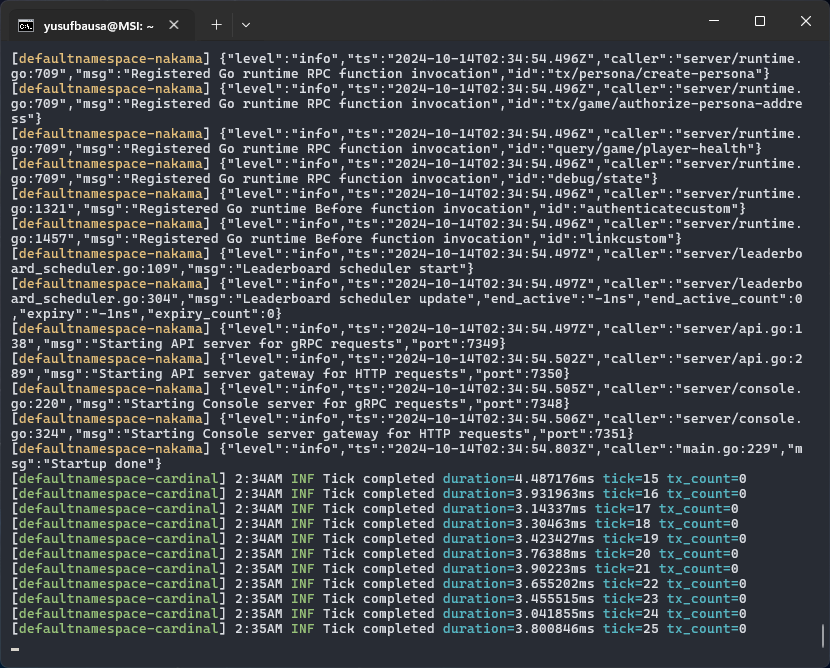 yusufbausa@MSI: ~
[defaultnamespace-nakama] {"level":"info","ts":"2024-10-14T02:34:54.496Z","caller":"server/runtime.
go:709","msg":"Registered Go runtime RPC function invocation","id":"tx/persona/create-persona"}
[defaultnamespace-nakama] {"level":"info","ts":"2024-10-14T02:34:54.496Z","caller":"server/runtime.
go:709","msg":"Registered Go runtime RPC function invocation","id":"tx/game/authorize-persona-addre
ss"}
[defaultnamespace-nakama] {"level":"info","ts":"2024-10-14T02:34:54.496Z","caller":"server/runtime.
go:709","msg":"Registered Go runtime RPC function invocation","id":"query/game/player-health"}
[defaultnamespace-nakama] {"level":"info","ts":"2024-10-14T02:34:54.496Z","caller":"server/runtime.
go:709","msg":"Registered Go runtime RPC function invocation","id":"debug/state"}
[defaultnamespace-nakama] {"level":"info","ts":"2024-10-14T02:34:54.496Z","caller":"server/runtime.
go:1321","msg":"Registered Go runtime Before function invocation","id":"authenticatecustom"}
[defaultnamespace-nakama] {"level":"info","ts":"2024-10-14T02:34:54.496Z","caller":"server/runtime.
go:1457","msg":"Registered Go runtime Before function invocation","id":"linkcustom"}
[defaultnamespace-nakama] {"level":"info","ts":"2024-10-14T02:34:54.497Z","caller":"server/leaderbo
ard_scheduler.go:109","msg":"Leaderboard scheduler start"}
[defaultnamespace-nakama] {"level":"info","ts":"2024-10-14T02:34:54.497Z","caller":"server/leaderbo
ard_scheduler.go:304","msg":"Leaderboard scheduler update","end_active":"-1ns","end_active_count":0
,"expiry":"-1ns","expiry_count":0}
[defaultnamespace-nakama] {"level":"info","ts":"2024-10-14T02:34:54.497Z","caller":"server/api.go:1
38","msg":"Starting API server for gRPC requests","port":7349}
[defaultnamespace-nakama] {"level":"info","ts":"2024-10-14T02:34:54.502Z","caller":"server/api.go:2
89","msg":"Starting API server gateway for HTTP requests","port":7350}
[defaultnamespace-nakama] {"level":"info","ts":"2024-10-14T02:34:54.505Z","caller":"server/console.
go:220","msg":"Starting Console server for gRPC requests","port":7348}
[defaultnamespace-nakama] {"level":"info","ts":"2024-10-14T02:34:54.506Z","caller":"server/console.
go:324","msg":"Starting Console server gateway for HTTP requests","port":7351}
[defaultnamespace-nakama] {"level":"info","ts":"2024-10-14T02:34:54.803Z","caller":"main.go:229","m
sg":"Startup done"}
[defaultnamespace-cardinal] 2:34AM INF Tick completed duration=4.487176ms tick=15 tx_count=0
[defaultnamespace-cardinal] 2:34AM INF Tick completed duration=3.931963ms tick=16 tx_count=0
[defaultnamespace-cardinal] 2:34AM INF Tick completed duration=3.14337ms tick=17 tx_count=0
[defaultnamespace-cardinal] 2:34AM INF Tick completed duration=3.30463ms tick=18 tx_count=0
[defaultnamespace-cardinal] 2:34AM INF Tick completed duration=3.423427ms tick=19 tx_count=0
[defaultnamespace-cardinal] 2:35AM INF Tick completed duration=3.76388ms tick=20 tx_count=0
[defaultnamespace-cardinal] 2:35AM INF Tick completed duration=3.90223ms tick=21 tx_count=0
[defaultnamespace-cardinal] 2:35AM INF Tick completed duration=3.655202ms tick=22 tx_count=0
[defaultnamespace-cardinal] 2:35AM INF Tick completed duration=3.455515ms tick=23 tx_count=0
[defaultnamespace-cardinal] 2:35AM INF Tick completed duration=3.041855ms tick=24 tx_count=0
[defaultnamespace-cardinal] 2:35AM INF Tick completed duration=3.800846ms tick=25 tx_count=0